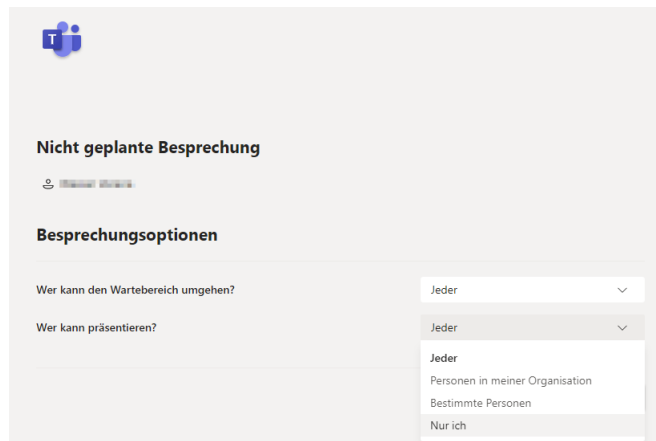 T
Nicht geplante Besprechung
Besprechungsoptionen
Wer kann den Wartebereich umgehen? Jeder
Wer kann präsentieren? Jeder
Jeder
Personen in meiner Organisation
Bestimmte Personen
Nur ich